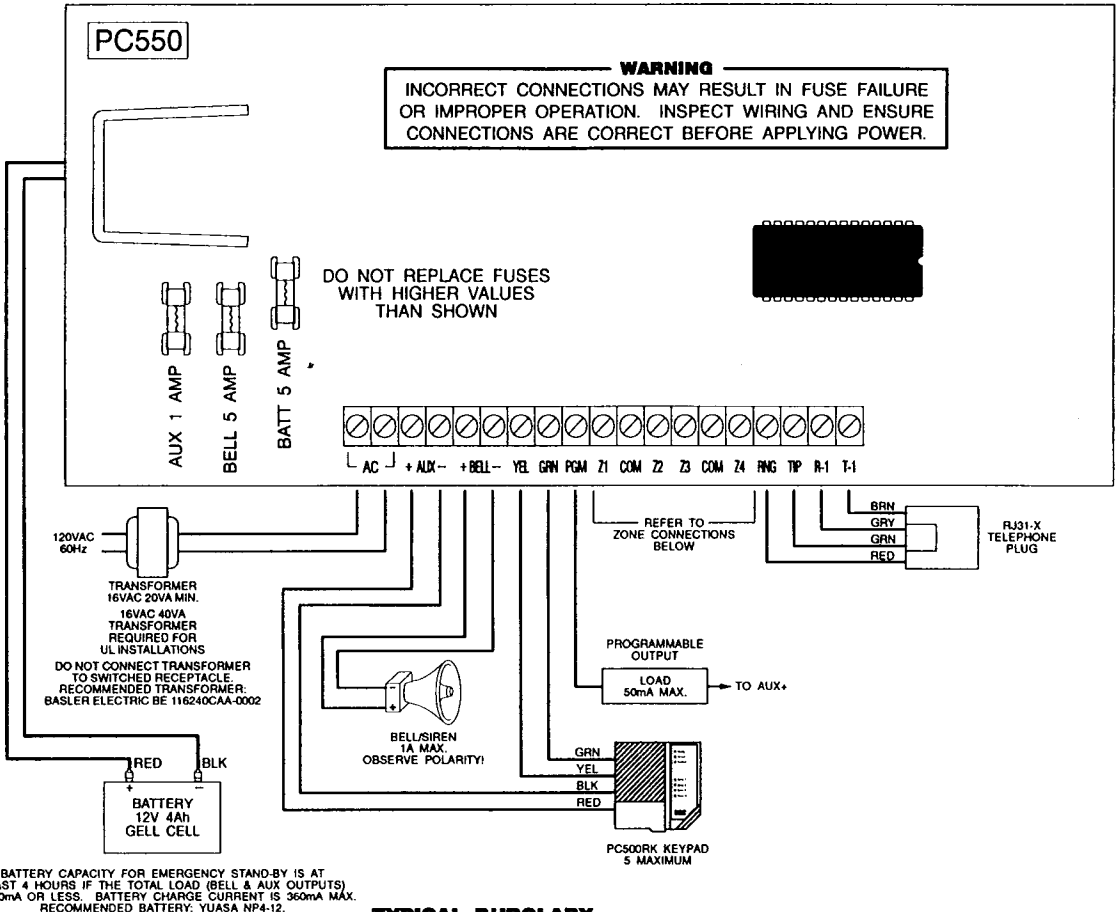 PC550
WARNING
INCORRECT CONNECTIONS MAY RESULT IN FUSE FAILURE
OR IMPROPER OPERATION. INSPECT WIRING AND ENSURE
CONNECTIONS ARE CORRECT BEFORE APPLYING POWER.
DO NOT REPLACE FUSES
WITH HIGHER VALUES
THAN SHOWN
AUX 1 AMP
BELL 5 AMP
BATT 5 AMP
AC + AUX - + BELL - YEL GRN PGM Z1 COM Z2 Z3 COM Z4 RNG TIP R-1 T-1
120VAC
60Hz
TRANSFORMER
16VAC 20VA MIN.
16VAC 40VA
TRANSFORMER
REQUIRED FOR
UL INSTALLATIONS
DO NOT CONNECT TRANSFORMER
TO SWITCHED RECEPTACLE.
RECOMMENDED TRANSFORMER:
BASLER ELECTRIC BE 116240CAA-0002
REFER TO
ZONE CONNECTIONS
BELOW
BRN
GRY
GRN
RED
RJ31-X
TELEPHONE
PLUG
PROGRAMMABLE
OUTPUT
LOAD
50mA MAX.
TO AUX+
-
+
BELL/SIREN
1A MAX.
OBSERVE POLARITY!
GRN
YEL
BLK
RED
PC500RK KEYPAD
5 MAXIMUM
RED
BLK
+ -
BATTERY
12V 4Ah
GELL CELL
BATTERY CAPACITY FOR EMERGENCY STAND-BY IS AT
AST 4 HOURS IF THE TOTAL LOAD (BELL & AUX OUTPUTS)
0mA OR LESS. BATTERY CHARGE CURRENT IS 360mA MAX.
RECOMMENDED BATTERY: YUASA NP4-12.
TYPICAL BURGLARY